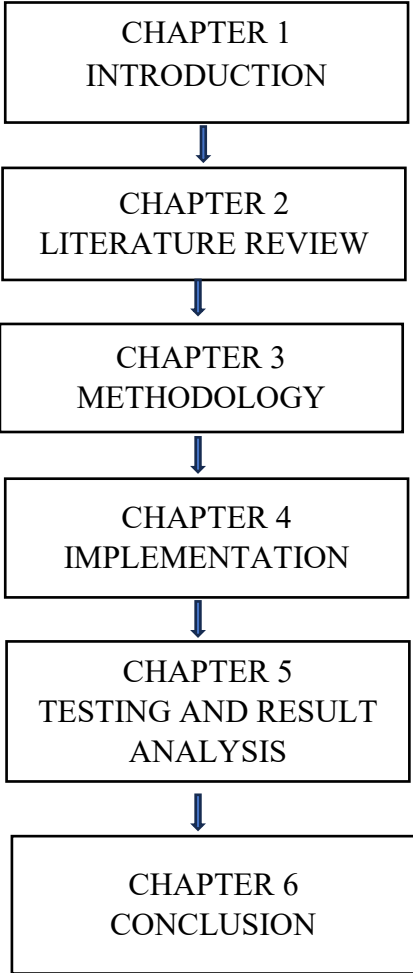 CHAPTER 1
INTRODUCTION
CHAPTER 2
LITERATURE REVIEW
CHAPTER 3
METHODOLOGY
CHAPTER 4
IMPLEMENTATION
CHAPTER 5
TESTING AND RESULT
ANALYSIS
CHAPTER 6
CONCLUSION